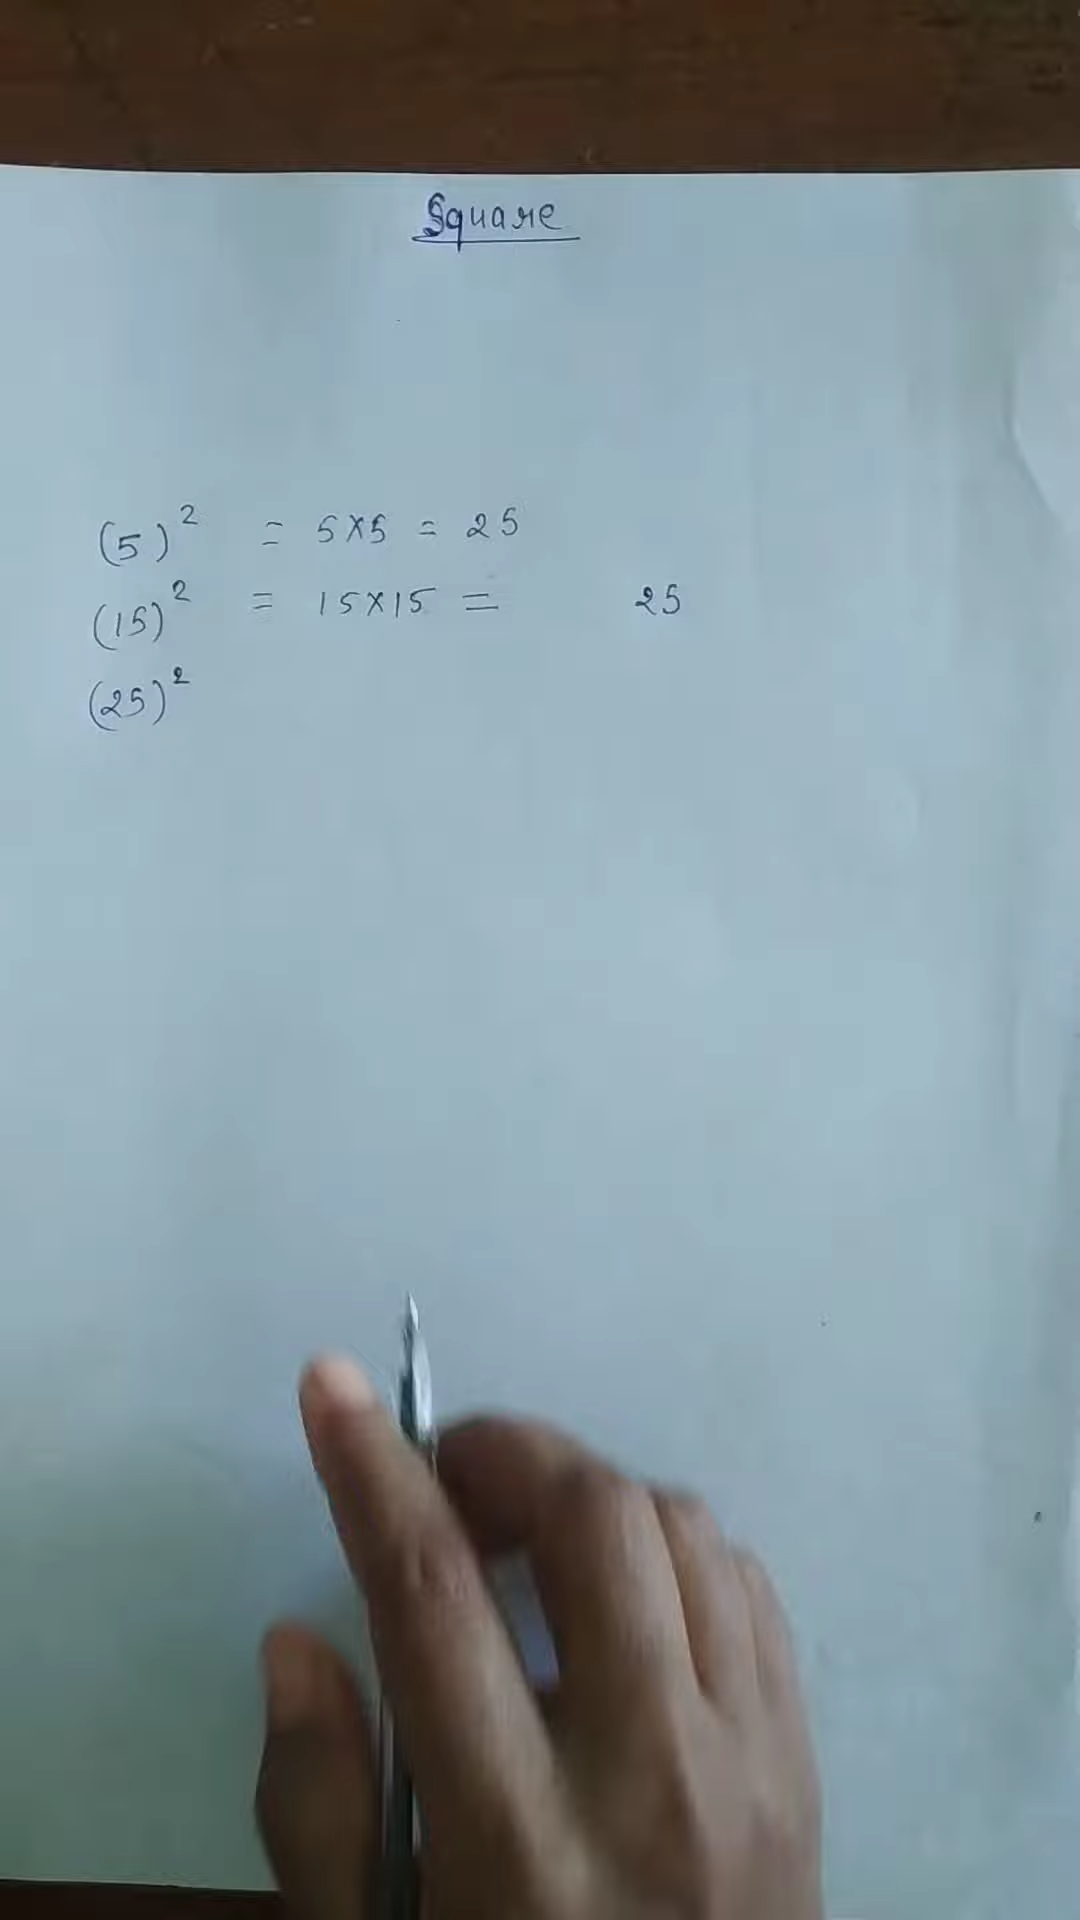 Square
(5)² = 5×5 = 25
(15)² = 15×15 = 25
(25)²